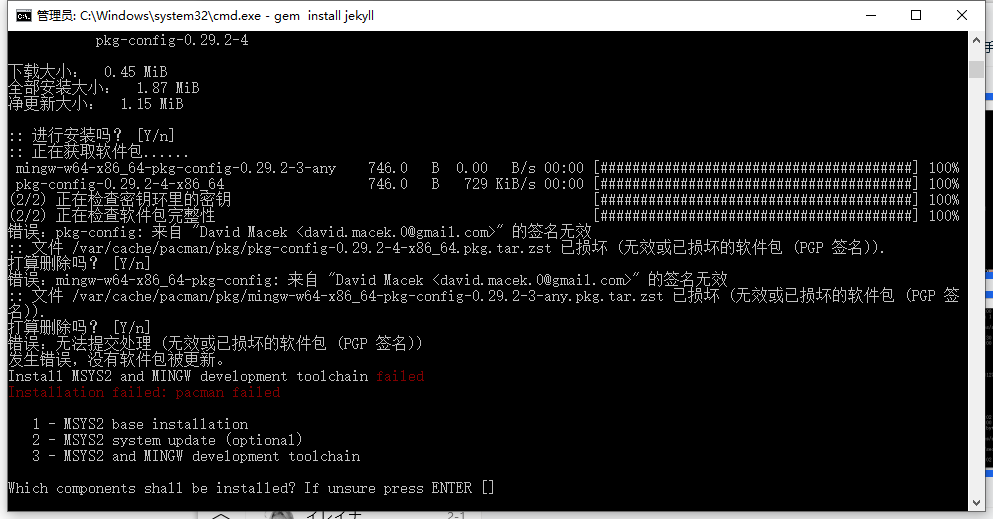 管理员: C:\Windows\system32\cmd.exe - gem  install jekyll
pkg-config-0.29.2-4
下载大小:   0.45 MiB
全部安装大小:   1.87 MiB
净更新大小:   1.15 MiB
:: 进行安装吗? [Y/n]
:: 正在获取软件包......
mingw-w64-x86_64-pkg-config-0.29.2-3-any    746.0   B  0.00   B/s 00:00 [########################################] 100%
pkg-config-0.29.2-4-x86_64    746.0   B   729 KiB/s 00:00 [########################################] 100%
(2/2) 正在检查密钥环里的密钥    [########################################] 100%
(2/2) 正在检查软件包完整性    [########################################] 100%
错误: pkg-config: 来自 "David Macek <david.macek.0@gmail.com>" 的签名无效
:: 文件 /var/cache/pacman/pkg/pkg-config-0.29.2-4-x86_64.pkg.tar.zst 已损坏 (无效或已损坏的软件包 (PGP 签名)).
打算删除吗? [Y/n]
错误: mingw-w64-x86_64-pkg-config: 来自 "David Macek <david.macek.0@gmail.com>" 的签名无效
:: 文件 /var/cache/pacman/pkg/mingw-w64-x86_64-pkg-config-0.29.2-3-any.pkg.tar.zst 已损坏 (无效或已损坏的软件包 (PGP 签
名)).
打算删除吗? [Y/n]
错误: 无法提交处理 (无效或已损坏的软件包 (PGP 签名))
发生错误，没有软件包被更新。
Install MSYS2 and MINGW development toolchain failed
Installation failed: pacman failed
1 - MSYS2 base installation
2 - MSYS2 system update (optional)
3 - MSYS2 and MINGW development toolchain
Which components shall be installed? If unsure press ENTER []